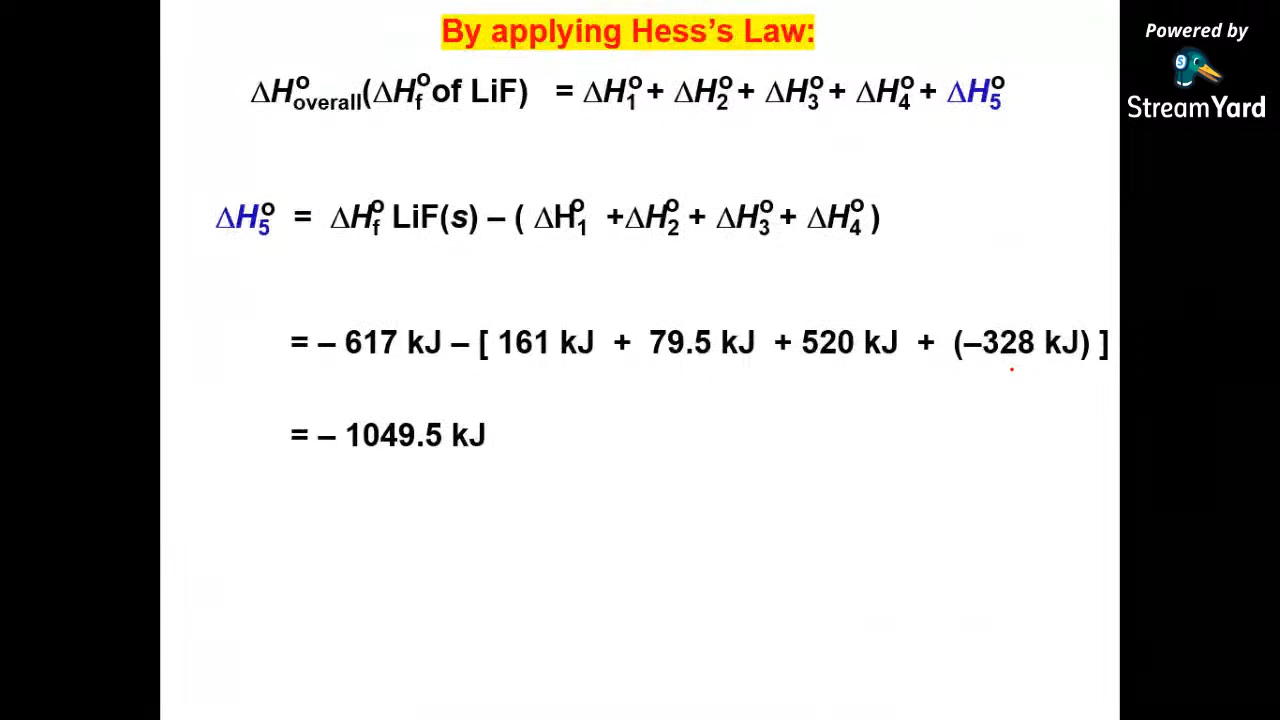 By applying Hess's Law:
Powered by
StreamYard
ΔH°overall(ΔH°f of LiF) = ΔH°1 + ΔH°2 + ΔH°3 + ΔH°4 + ΔH°5
ΔH°5 = ΔH°f LiF(s) – ( ΔH°1 +ΔH°2 + ΔH°3 + ΔH°4 )
= – 617 kJ – [ 161 kJ + 79.5 kJ + 520 kJ + (–328 kJ) ]
= – 1049.5 kJ